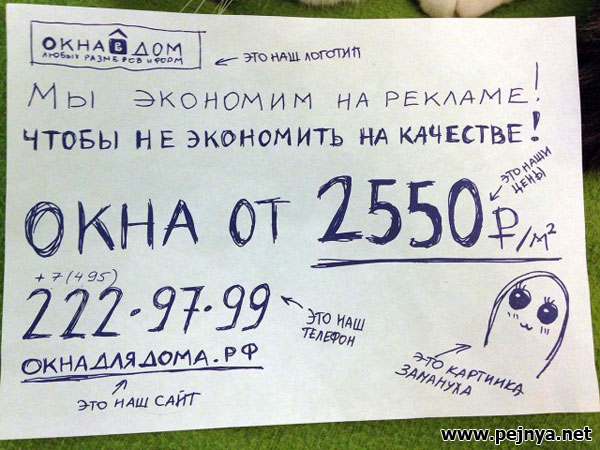 ОКНА В ДОМ
ЛЮБЫХ РАЗМЕРОВ И ФОРМ
ЭТО НАШ ЛОГОТИП
МЫ ЭКОНОМИМ НА РЕКЛАМЕ!
ЧТОБЫ НЕ ЭКОНОМИТЬ НА КАЧЕСТВЕ!
ЭТО НАШИ
ЦЕНЫ
ОКНА ОТ 2550 ₽/М²
+7(495)
222-97-99
ЭТО НАШ
ТЕЛЕФОН
ОКНАДЛЯДОМА.РФ
ЭТО НАШ САЙТ
ЭТО КАРТИНКА
ЗАМАНУХА
www.pejnya.net